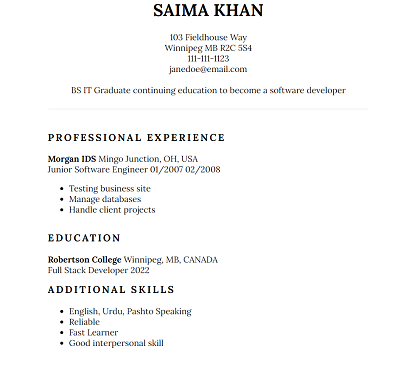 SAIMA KHAN
103 Fieldhouse Way
Winnipeg MB R2C 5S4
111-111-1123
janedoe@email.com
BS IT Graduate continuing education to become a software developer
PROFESSIONAL EXPERIENCE
Morgan IDS Mingo Junction, OH, USA
Junior Software Engineer 01/2007 02/2008
• Testing business site
• Manage databases
• Handle client projects
EDUCATION
Robertson College Winnipeg, MB, CANADA
Full Stack Developer 2022
ADDITIONAL SKILLS
• English, Urdu, Pashto Speaking
• Reliable
• Fast Learner
• Good interpersonal skill